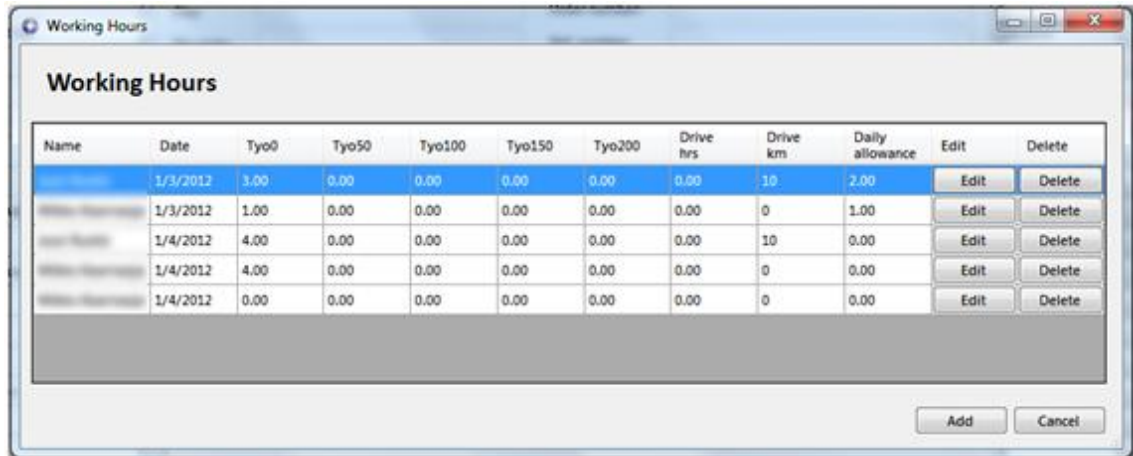 Working Hours
Working Hours
Name Date Tyo0 Tyo50 Tyo100 Tyo150 Tyo200 Drive hrs Drive km Daily allowance Edit Delete
1/3/2012 3.00 0.00 0.00 0.00 0.00 0.00 10 2.00 Edit Delete
1/3/2012 1.00 0.00 0.00 0.00 0.00 0.00 0 1.00 Edit Delete
1/4/2012 4.00 0.00 0.00 0.00 0.00 0.00 10 0.00 Edit Delete
1/4/2012 4.00 0.00 0.00 0.00 0.00 0.00 0 0.00 Edit Delete
1/4/2012 0.00 0.00 0.00 0.00 0.00 0.00 0 0.00 Edit Delete
Add Cancel